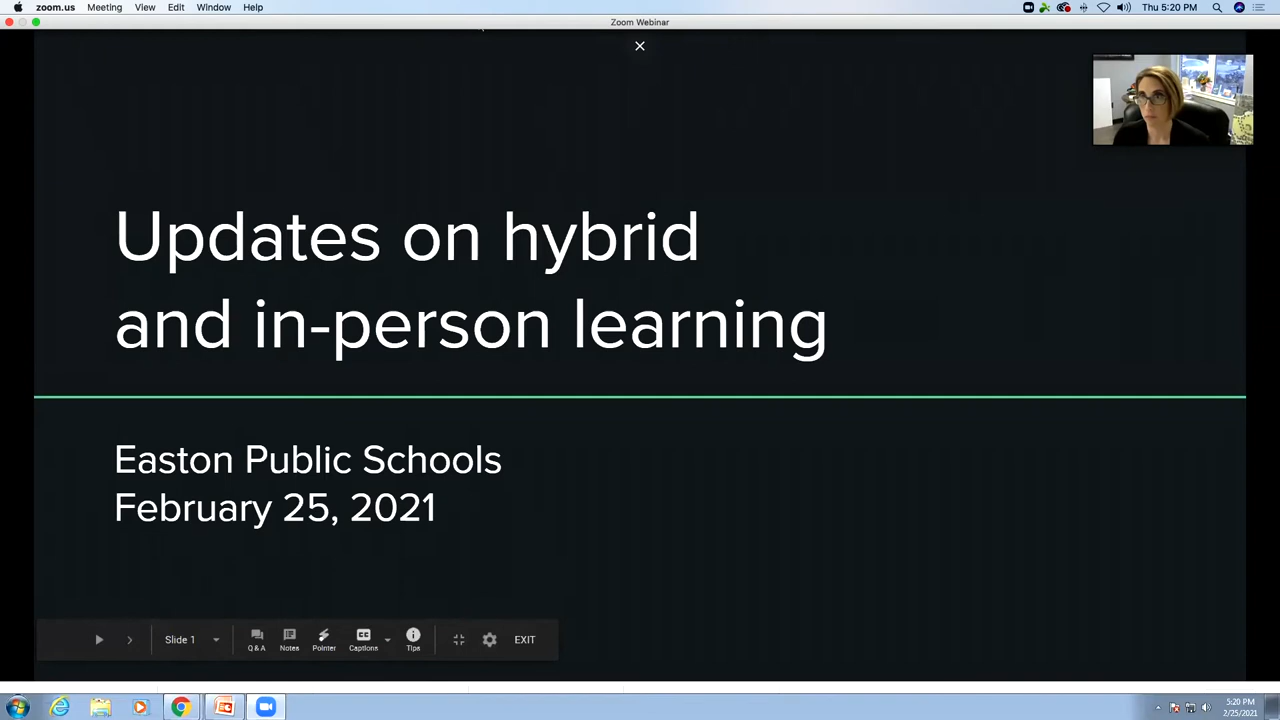 zoom.us Meeting View Window Help Thu 5:20 PM
Zoom Webinar
Updates on hybrid
and in-person learning
Easton Public Schools
February 25, 2021
Slide 1 Q & A Notes Pointer CC Captions Tips EXIT
5:20 PM
2/25/2021